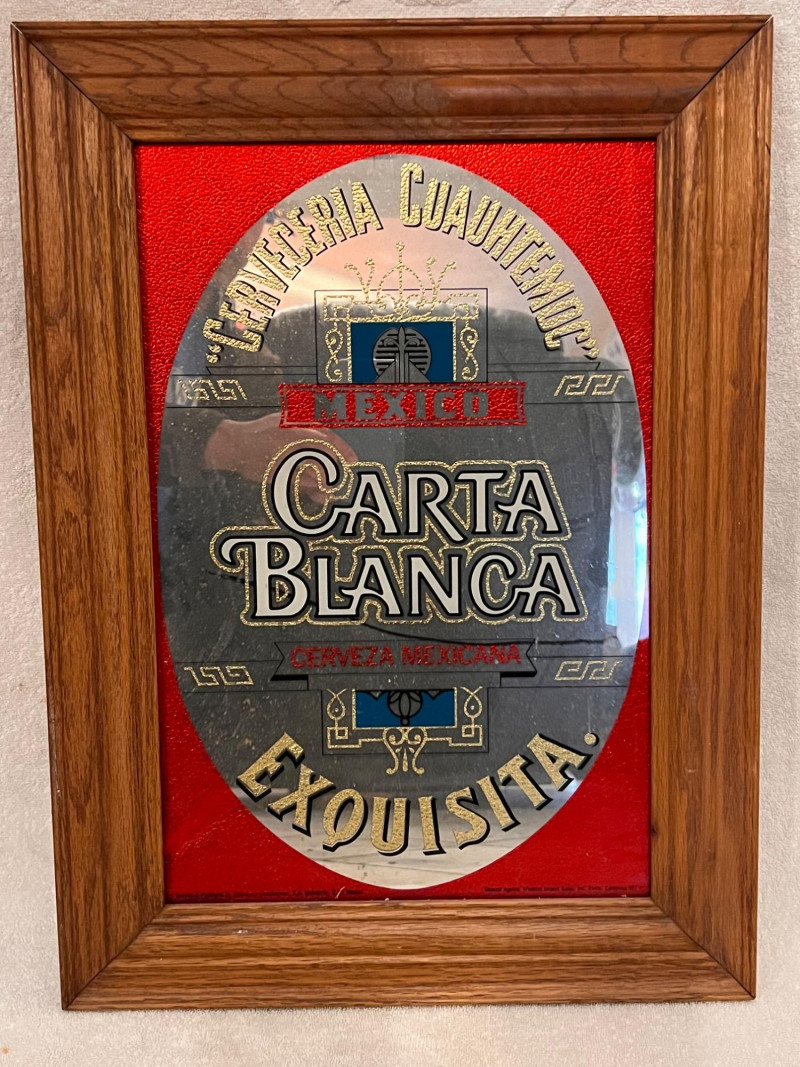 "CERVECERIA CUAUHTEMOC"
MEXICO
CARTA
BLANCA
CERVEZA MEXICANA
EXQUISITA.